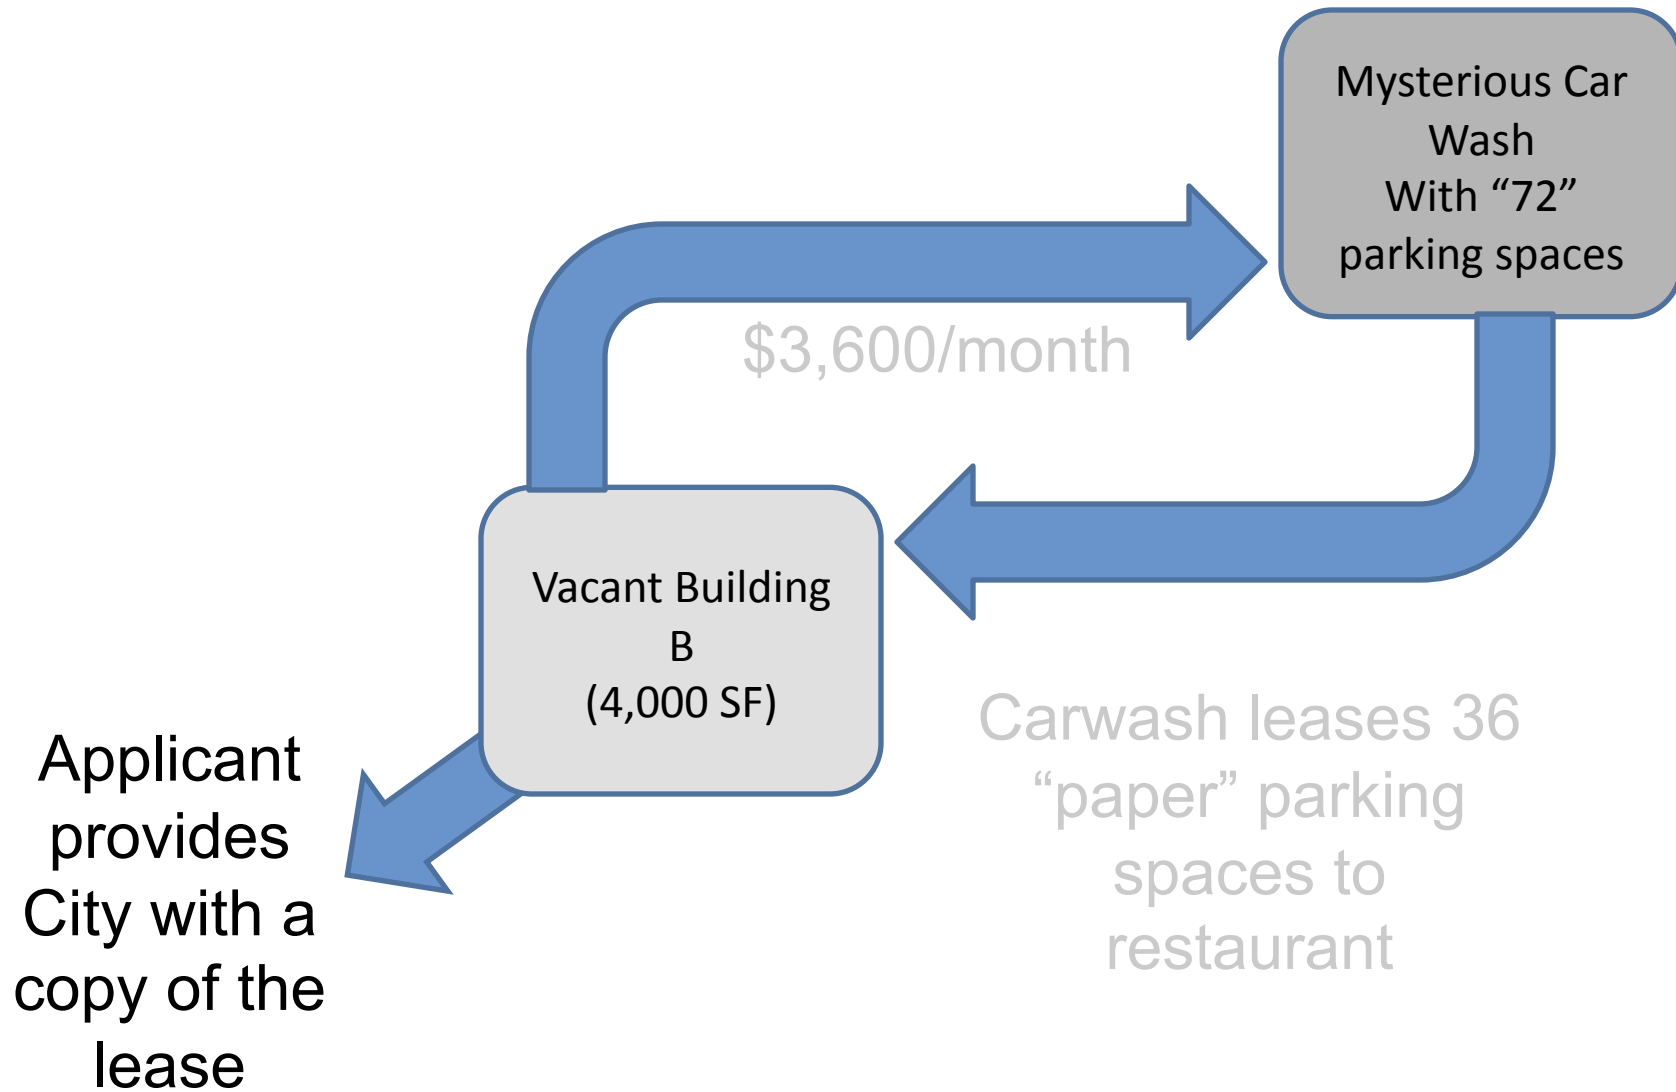 Mysterious Car
Wash
With “72”
parking spaces
$3,600/month
Vacant Building
B
(4,000 SF)
Carwash leases 36
“paper” parking
spaces to
restaurant
Applicant
provides
City with a
copy of the
lease